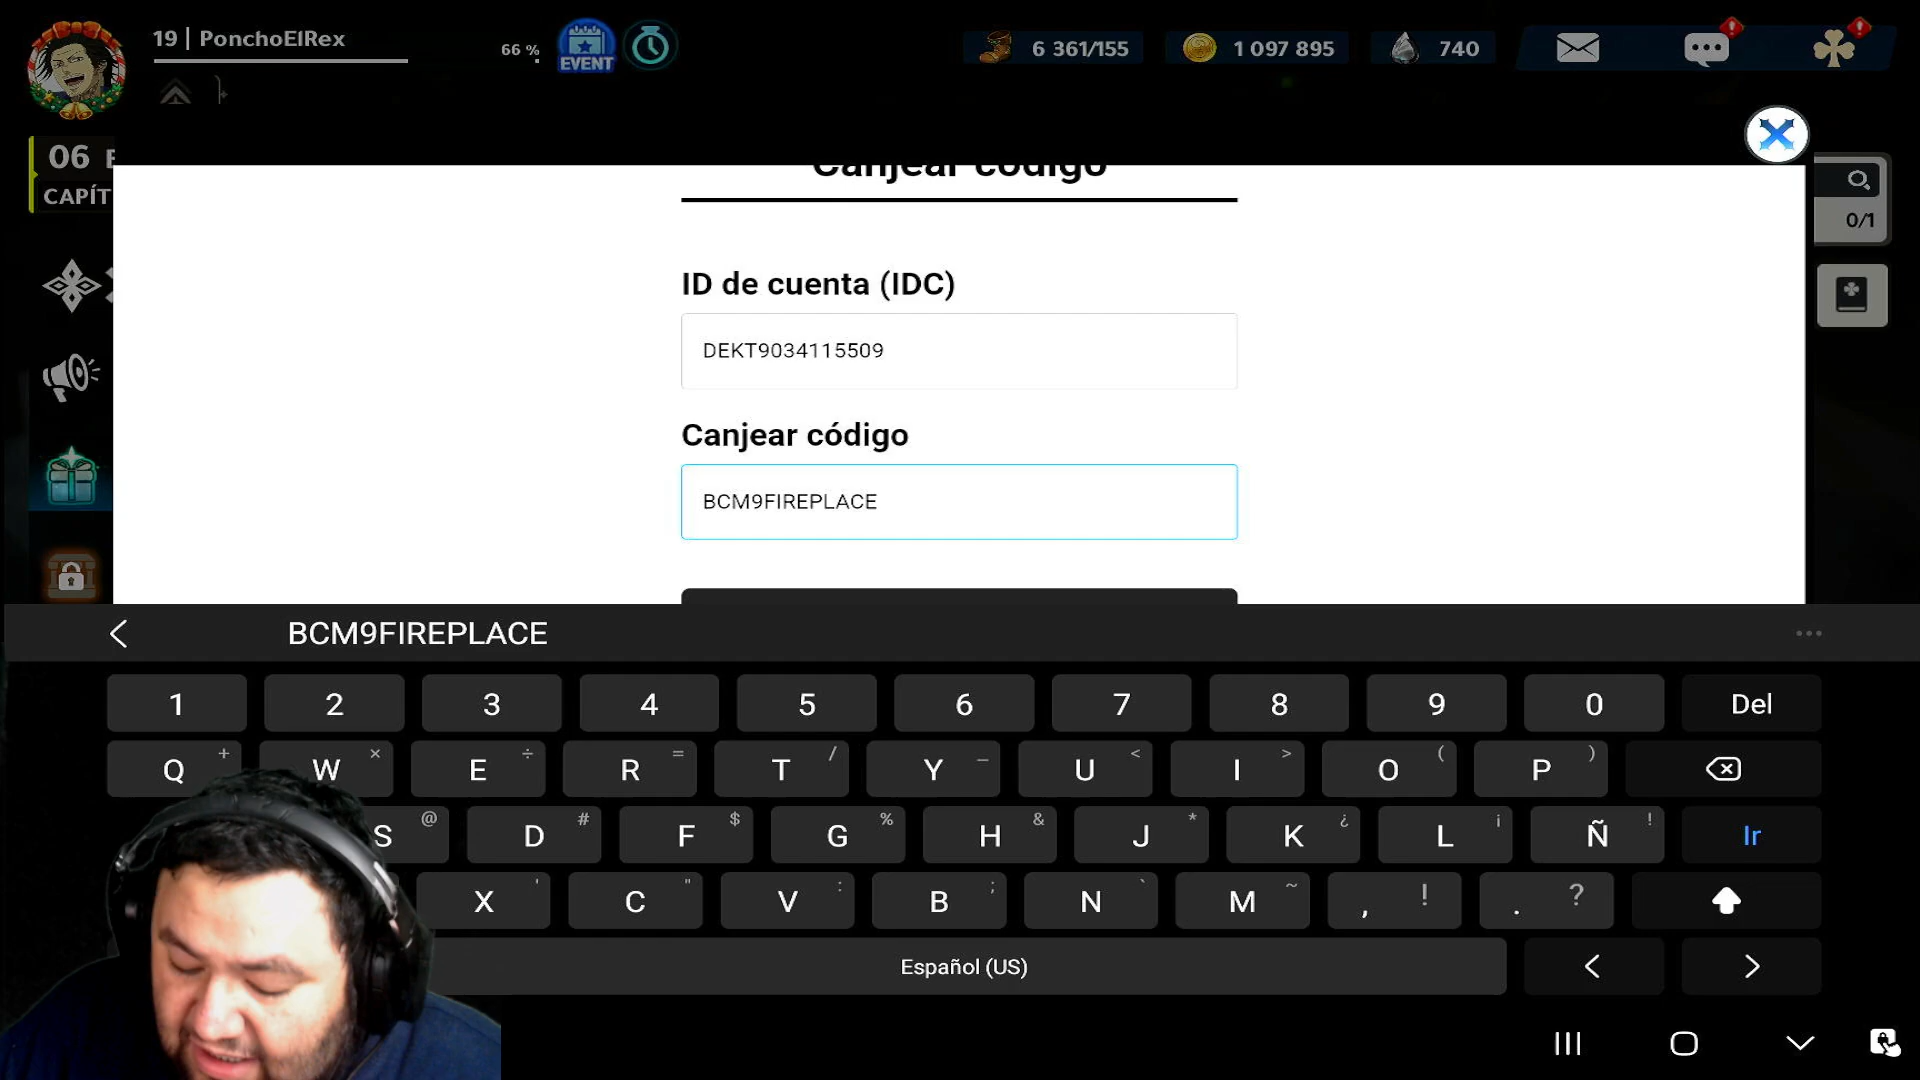 19 | PonchoElRex
66 %
EVENT
6 361/155
1 097 895
740
06 E
CAPÍT
0/1
Canjear código
ID de cuenta (IDC)
DEKT9034115509
Canjear código
BCM9FIREPLACE
BCM9FIREPLACE
...
1 2 3 4 5 6 7 8 9 0 Del
Q + W × E ÷ R = T / Y _ U < I > O ( P )
S @ D # F $ G % H & J * K ¿ L ¡ Ñ ! Ir
X ' C " V : B ; N ` M ~ , ! . ?
Español (US) < >